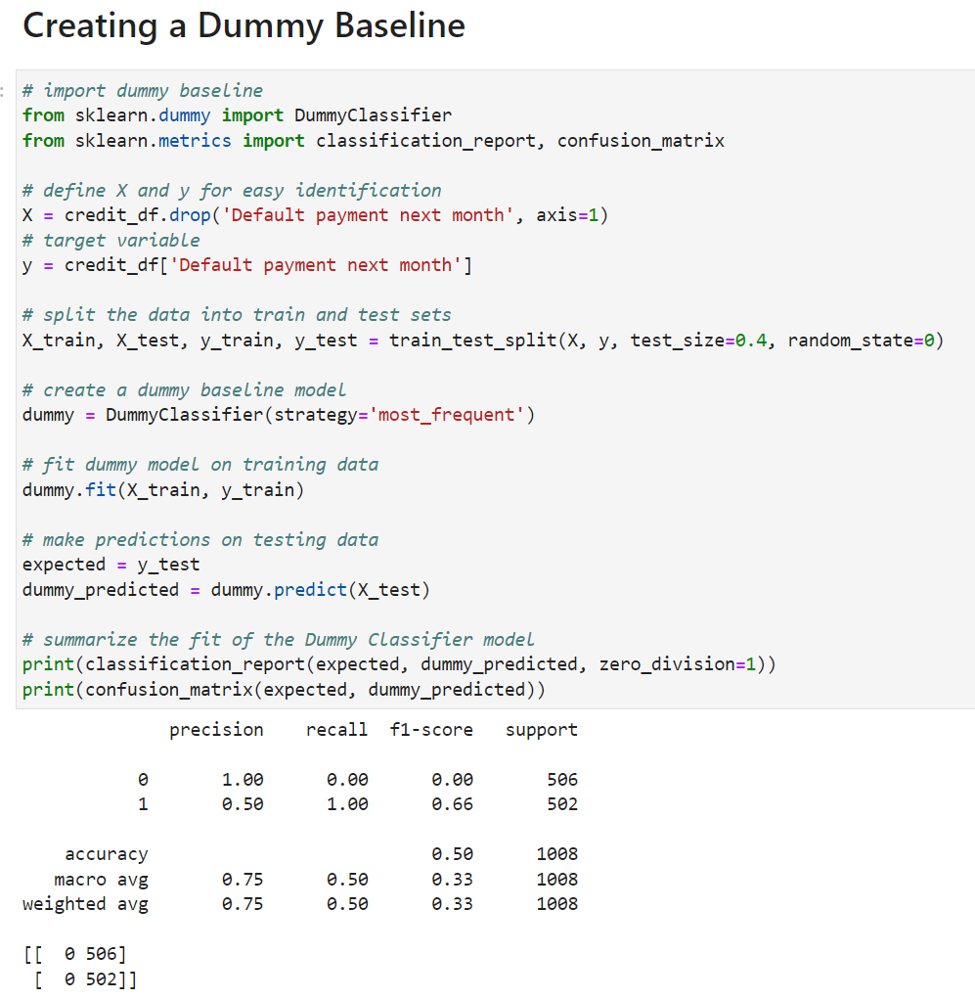 Creating a Dummy Baseline
:
# import dummy baseline
from sklearn.dummy import DummyClassifier
from sklearn.metrics import classification_report, confusion_matrix
# define X and y for easy identification
X = credit_df.drop('Default payment next month', axis=1)
# target variable
y = credit_df['Default payment next month']
# split the data into train and test sets
X_train, X_test, y_train, y_test = train_test_split(X, y, test_size=0.4, random_state=0)
# create a dummy baseline model
dummy = DummyClassifier(strategy='most_frequent')
# fit dummy model on training data
dummy.fit(X_train, y_train)
# make predictions on testing data
expected = y_test
dummy_predicted = dummy.predict(X_test)
# summarize the fit of the Dummy Classifier model
print(classification_report(expected, dummy_predicted, zero_division=1))
print(confusion_matrix(expected, dummy_predicted))
precision recall f1-score support
0 1.00 0.00 0.00 506
1 0.50 1.00 0.66 502
accuracy 0.50 1008
macro avg 0.75 0.50 0.33 1008
weighted avg 0.75 0.50 0.33 1008
[[ 0 506]
[ 0 502]]